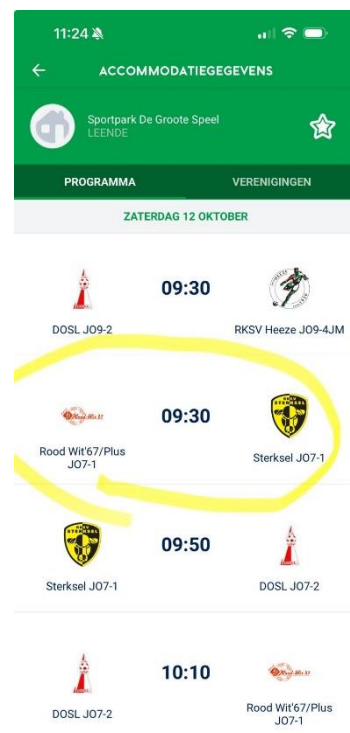 11:24
ACCOMMODATIEGEGEVENS
Sportpark De Groote Speel
LEENDE
PROGRAMMA
VERENIGINGEN
ZATERDAG 12 OKTOBER
09:30
DOSL JO9-2
RKSV Heeze JO9-4JM
09:30
Rood Wit'67/Plus
JO7-1
Sterksel JO7-1
09:50
Sterksel JO7-1
DOSL JO7-2
10:10
DOSL JO7-2
Rood Wit'67/Plus
JO7-1